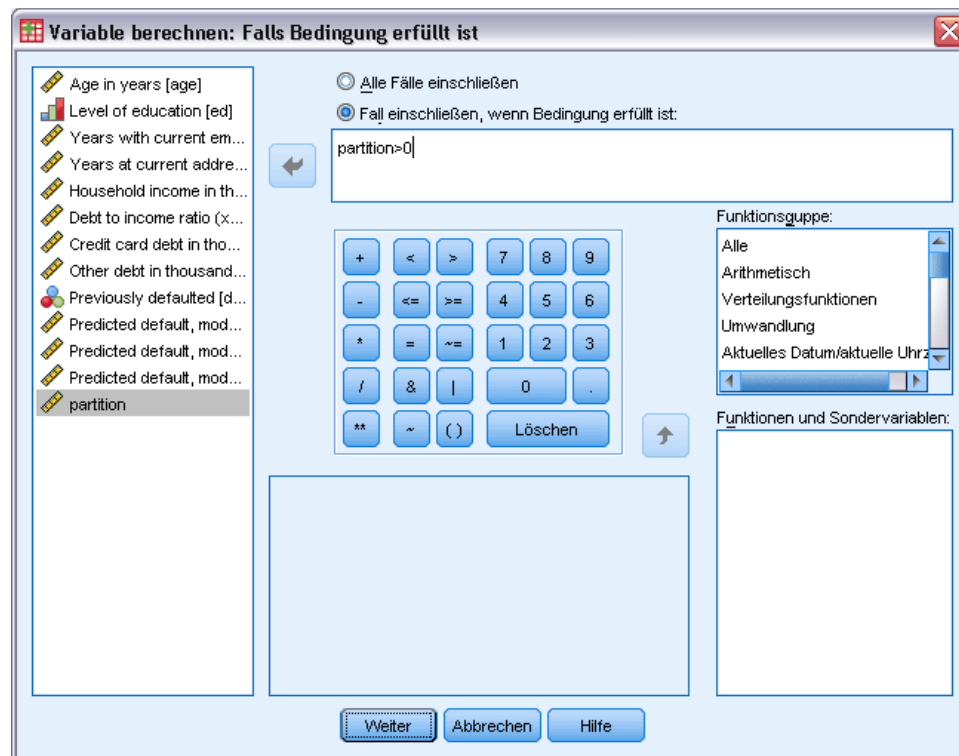 Variable berechnen: Falls Bedingung erfüllt ist
Age in years [age]
Level of education [ed]
Years with current em...
Years at current addre...
Household income in th...
Debt to income ratio (x...
Credit card debt in tho...
Other debt in thousand...
Previously defaulted [d...
Predicted default, mod...
Predicted default, mod...
Predicted default, mod...
partition
Alle Fälle einschließen
Fall einschließen, wenn Bedingung erfüllt ist:
partition>0
+ < > 7 8 9
- <= >= 4 5 6
* = ~= 1 2 3
/ & | 0 .
** ~ ( ) Löschen
Funktionsguppe:
Alle
Arithmetisch
Verteilungsfunktionen
Umwandlung
Aktuelles Datum/aktuelle Uhrz
Funktionen und Sondervariablen:
Weiter Abbrechen Hilfe